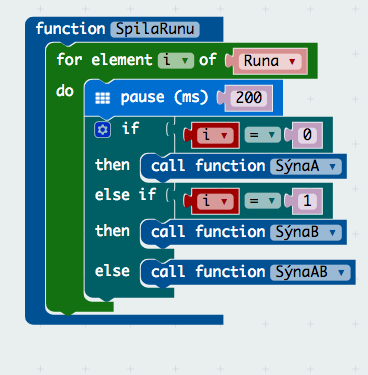 function SpilaRunu
for element i of Runa
do pause (ms) 200
if i = 0
then call function SýnaA
else if i = 1
then call function SýnaB
else call function SýnaAB